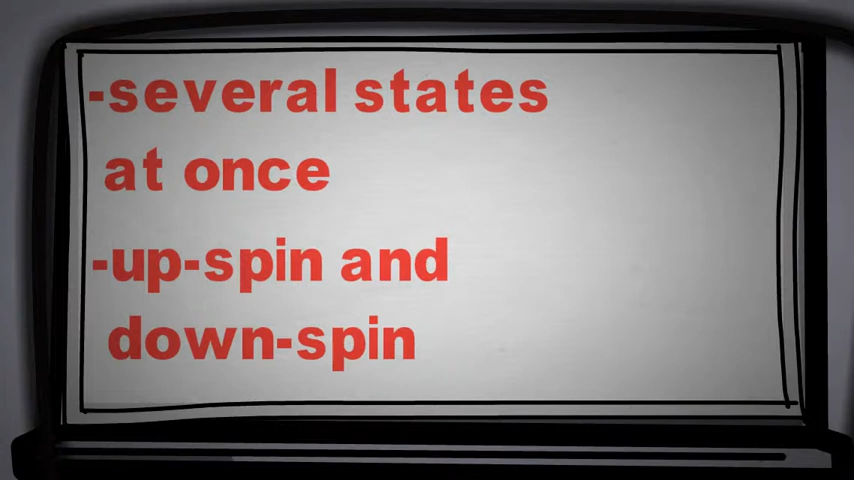 -several states
at once
-up-spin and
down-spin